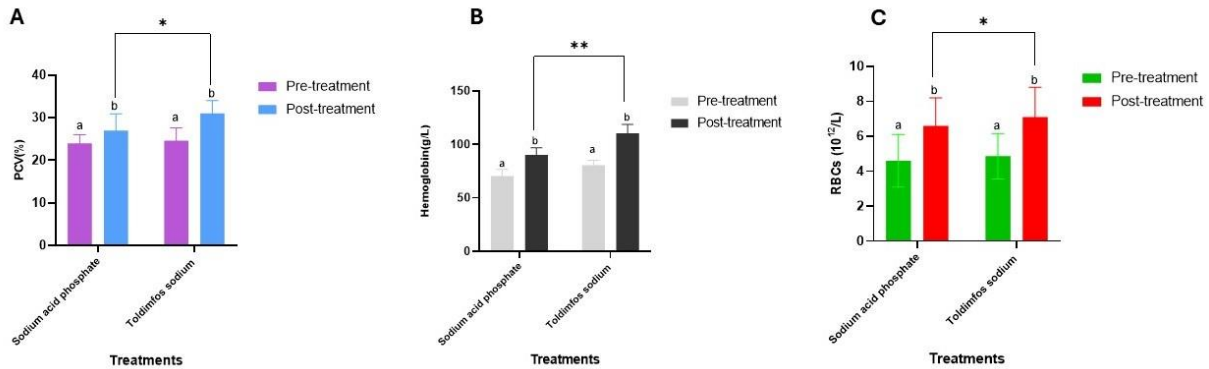 A
*
Pre-treatment
Post-treatment
PCV(%)
40
30
20
10
0
a
b
a
b
Sodium acid phosphate
Toldimfos sodium
Treatments
B
**
Pre-treatment
Post-treatment
Hemoglobin(g/L)
150
100
50
0
a
b
a
b
Sodium acid phosphate
Toldimfos sodium
Treatments
C
*
Pre-treatment
Post-treatment
RBCs (10¹²/L)
10
8
6
4
2
0
a
b
a
b
Sodium acid phosphate
Toldimfos sodium
Treatments